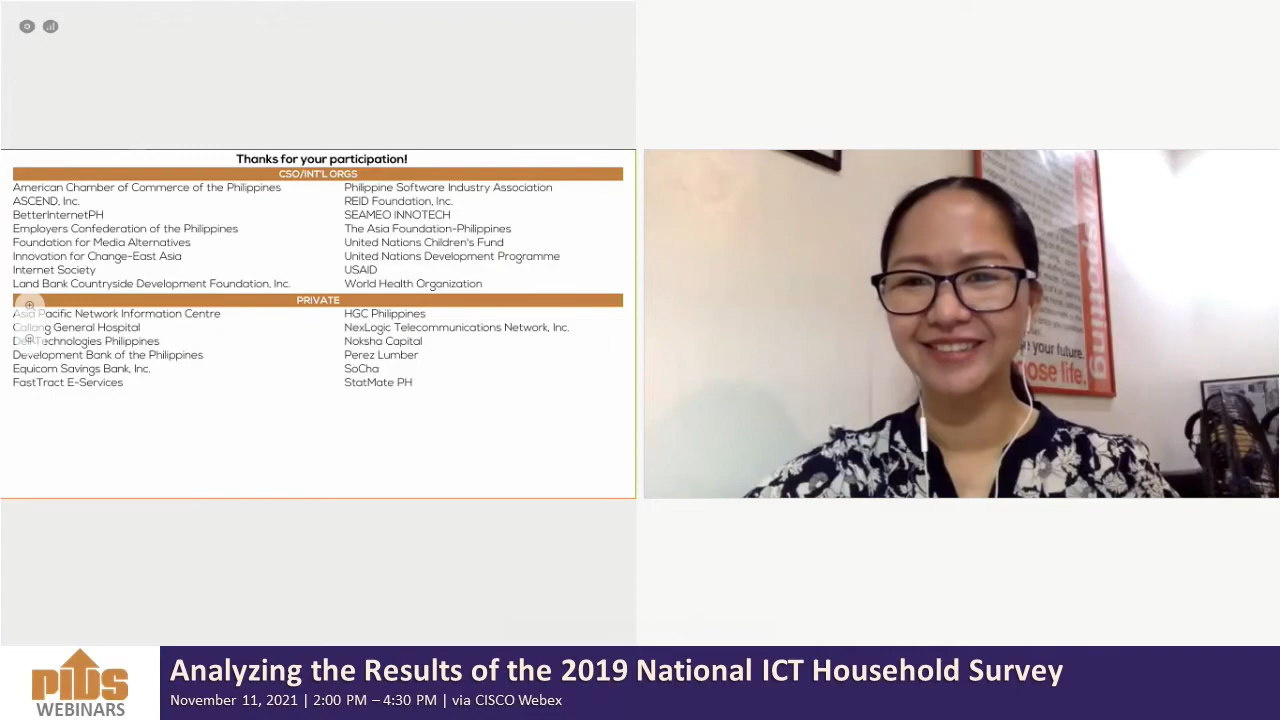 Thanks for your participation!
CSO/INT'L ORGS
American Chamber of Commerce of the Philippines
ASCEND, Inc.
BetterInternetPH
Employers Confederation of the Philippines
Foundation for Media Alternatives
Innovation for Change-East Asia
Internet Society
Land Bank Countryside Development Foundation, Inc.
Philippine Software Industry Association
REID Foundation, Inc.
SEAMEO INNOTECH
The Asia Foundation-Philippines
United Nations Children's Fund
United Nations Development Programme
USAID
World Health Organization
PRIVATE
Asia Pacific Network Information Centre
Callang General Hospital
Dell Technologies Philippines
Development Bank of the Philippines
Equicom Savings Bank, Inc.
FastTract E-Services
HGC Philippines
NexLogic Telecommunications Network, Inc.
Noksha Capital
Perez Lumber
SoCha
StatMate PH
your future.
life.
pids
WEBINARS
Analyzing the Results of the 2019 National ICT Household Survey
November 11, 2021 | 2:00 PM – 4:30 PM | via CISCO Webex